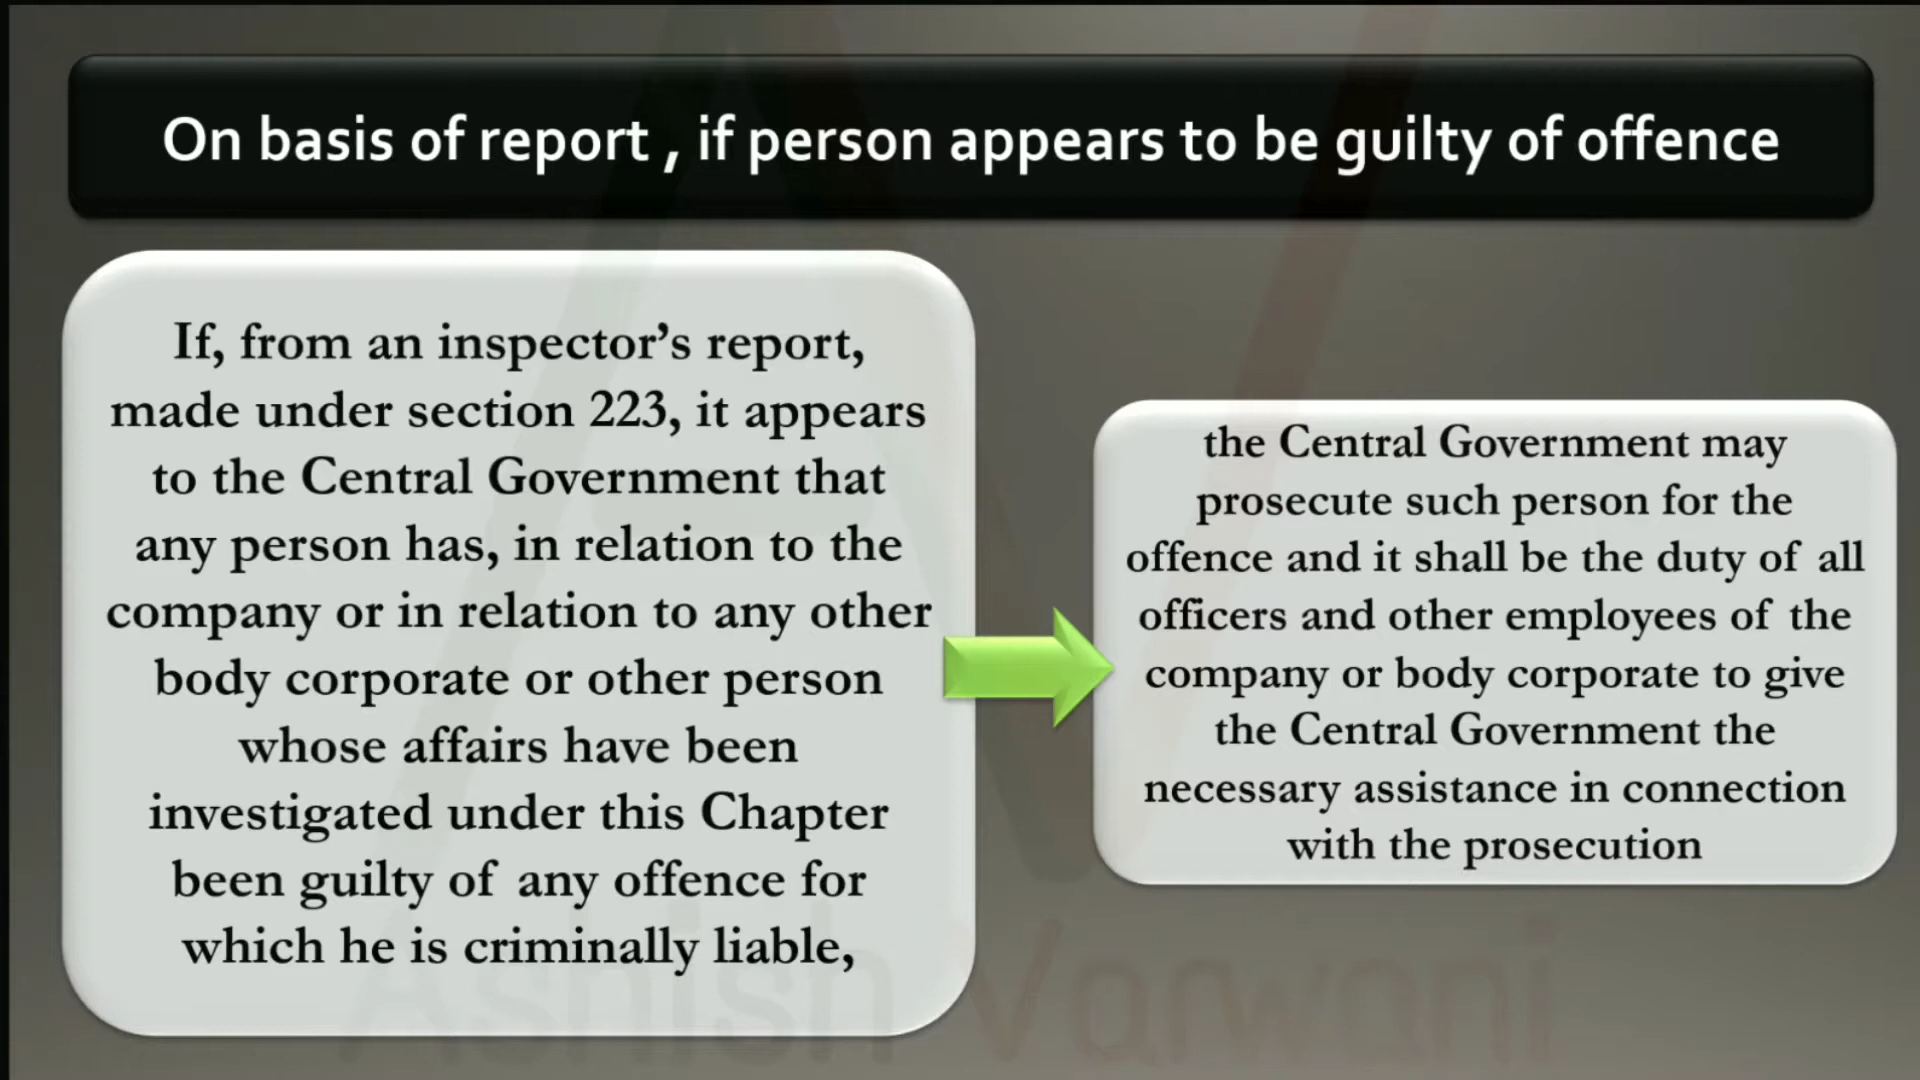 On basis of report , if person appears to be guilty of offence
If, from an inspector’s report,
made under section 223, it appears
to the Central Government that
any person has, in relation to the
company or in relation to any other
body corporate or other person
whose affairs have been
investigated under this Chapter
been guilty of any offence for
which he is criminally liable,
the Central Government may
prosecute such person for the
offence and it shall be the duty of all
officers and other employees of the
company or body corporate to give
the Central Government the
necessary assistance in connection
with the prosecution
Ashish Varwani